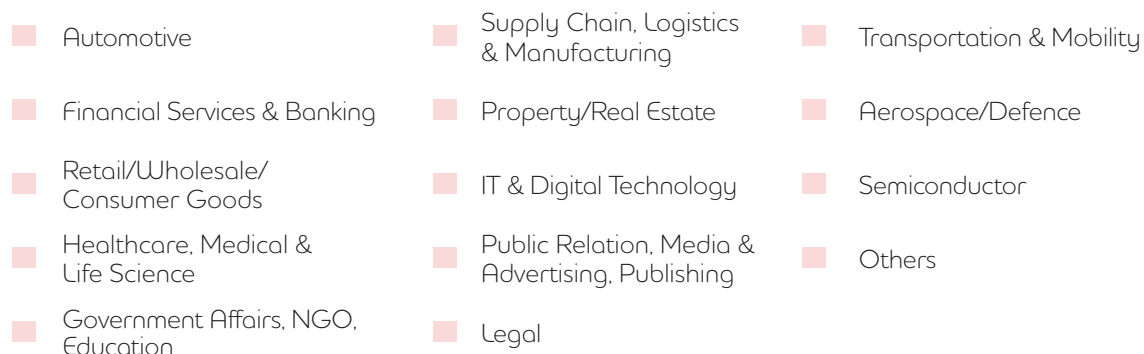 Automotive
Financial Services & Banking
Retail/Wholesale/
Consumer Goods
Healthcare, Medical &
Life Science
Government Affairs, NGO,
Education
Supply Chain, Logistics
& Manufacturing
Property/Real Estate
IT & Digital Technology
Public Relation, Media &
Advertising, Publishing
Legal
Transportation & Mobility
Aerospace/Defence
Semiconductor
Others